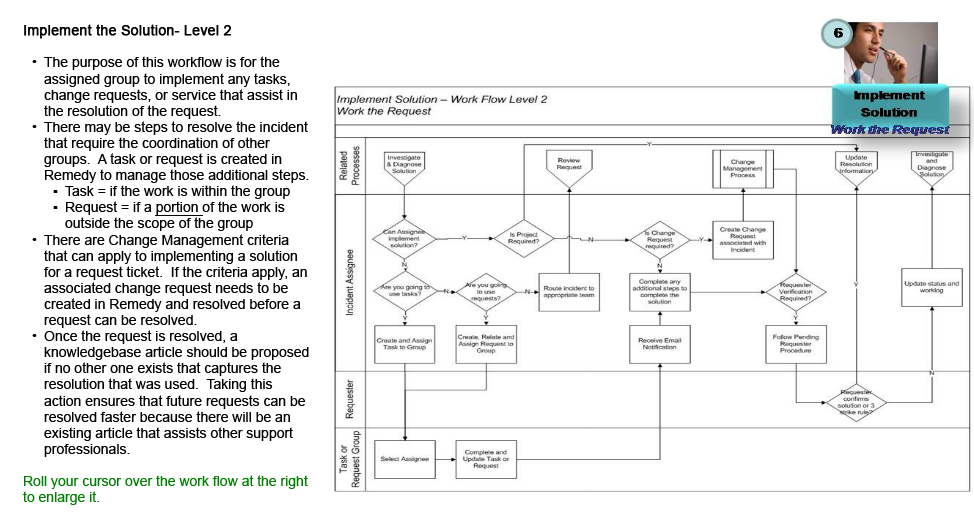 Implement the Solution- Level 2
• The purpose of this workflow is for the
assigned group to implement any tasks,
change requests, or service that assist in
the resolution of the request.
• There may be steps to resolve the incident
that require the coordination of other
groups. A task or request is created in
Remedy to manage those additional steps.
▪ Task = if the work is within the group
▪ Request = if a portion of the work is
outside the scope of the group
• There are Change Management criteria
that can apply to implementing a solution
for a request ticket. If the criteria apply, an
associated change request needs to be
created in Remedy and resolved before a
request can be resolved.
• Once the request is resolved, a
knowledgebase article should be proposed
if no other one exists that captures the
resolution that was used. Taking this
action ensures that future requests can be
resolved faster because there will be an
existing article that assists other support
professionals.
Roll your cursor over the work flow at the right
to enlarge it.
6
Implement
Solution
Work the Request
Implement Solution – Work Flow Level 2
Work the Request
Related
Processes
Investigate
& Diagnose
Solution
Review
Request
Change
Management
Process
Update
Resolution
Information
Investigate
and
Diagnose
Solution
Y
Incident Assignee
Can Assignee
implement
solution?
Y
Is Project
Required?
N
Is Change
Request
required?
Y
Create Change
Request
associated with
Incident
N
N
Are you going to
use tasks?
N
Are you going
to use
requests?
N
Route incident to
appropriate team
Complete any
additional steps to
complete the
solution
Requester
Verification
Required?
Y
Update status and
worklog
Y
Y
Y
Create and Assign
Task to Group
Create, Relate and
Assign Request to
Group
Receive Email
Notification
Follow Pending
Requester
Procedure
N
Requester
Requester
confirms
solution or 3
strike rule?
Task or
Request Group
Select Assignee
Complete and
Update Task or
Request